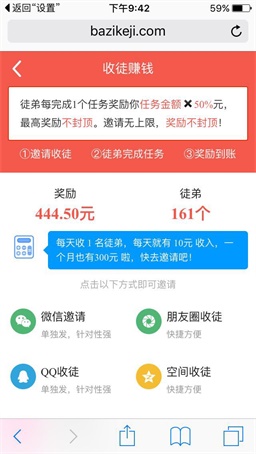 返回“设置”
下午9:42
59%
bazikeji.com
收徒赚钱
徒弟每完成1个任务奖励你任务金额✖50%元,
最高奖励不封顶。邀请无上限，奖励不封顶！
①邀请收徒 ②徒弟完成任务 ③奖励到账
奖励 徒弟
444.50元 161个
每天收 1 名徒弟，每天就有 10元 收入，一
个月也有300元 啦，快去邀请吧！
点击以下方式即可邀请
微信邀请 朋友圈收徒
单独发，针对性强 快捷方便
QQ收徒 空间收徒
单独发，针对性强 快捷方便